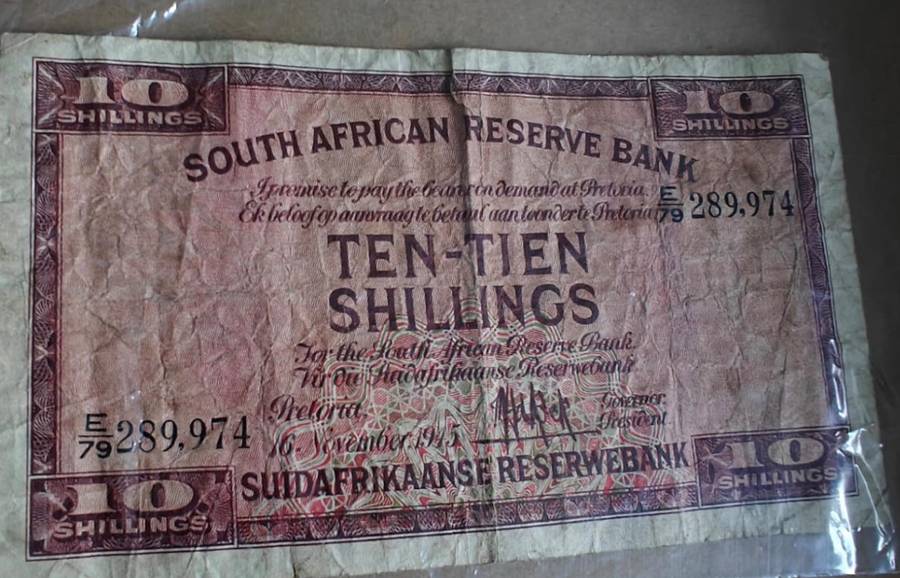 10 SHILLINGS
10 SHILLINGS
SOUTH AFRICAN RESERVE BANK
I promise to pay the bearer on demand at Pretoria
Ek beloof op aanvraag te betaal aan toonder te Pretoria
E/79 289,974
TEN-TIEN
SHILLINGS
For the South African Reserve Bank.
Vir die Suidafrikaanse Reserwebank
Pretoria,
Governor.
President
E/79 289,974
16 November 1945
SUIDAFRIKAANSE RESERWEBANK
10 SHILLINGS
10 SHILLINGS